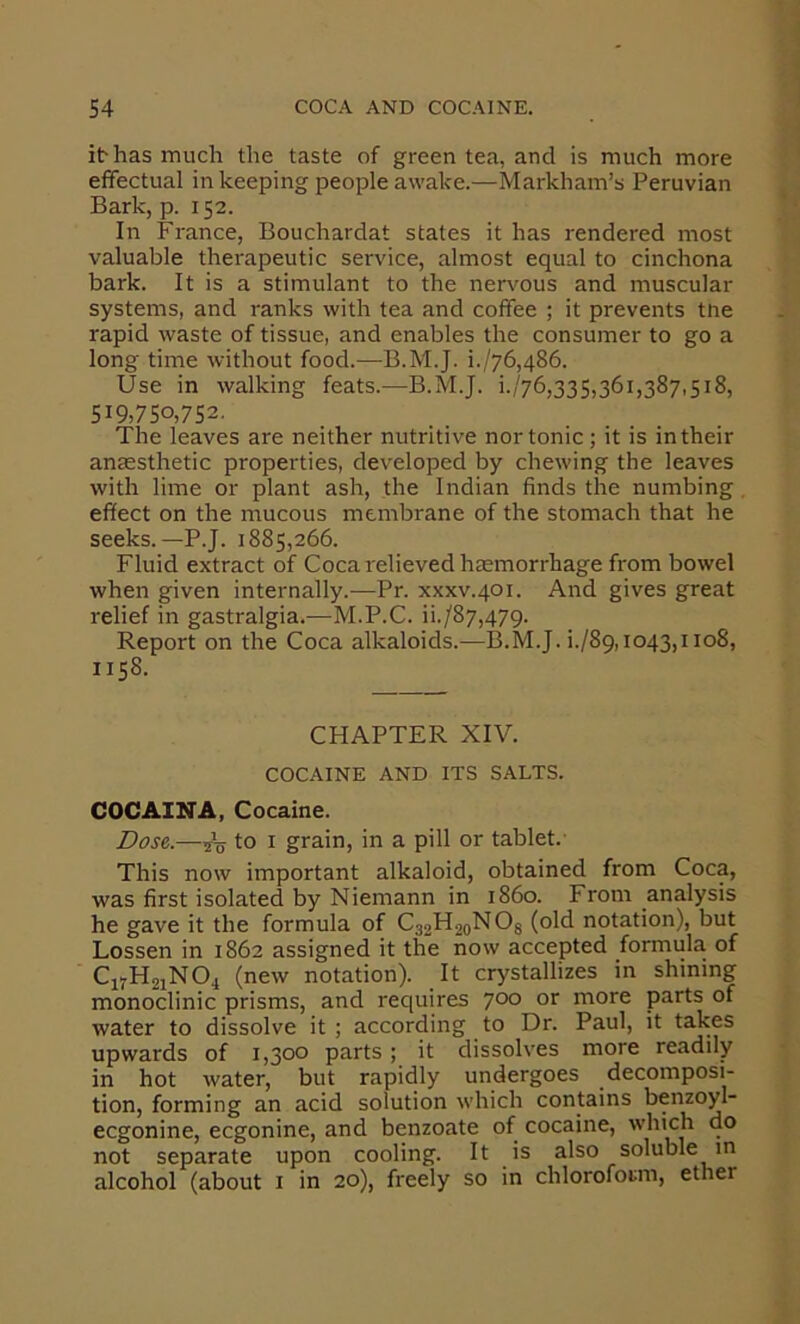 54 COCA AND COCAINE.
it has much the taste of green tea, and is much more
effectual in keeping people awake.—Markham's Peruvian
Bark, p. 152.
In France, Bouchardat states it has rendered most
valuable therapeutic service, almost equal to cinchona
bark. It is a stimulant to the nervous and muscular
systems, and ranks with tea and coffee ; it prevents the
rapid waste of tissue, and enables the consumer to go a
long time without food.—B.M.J. i./76,486.
Use in walking feats.—B.M.J. i./76,335,361,387,518,
519,750,752.
The leaves are neither nutritive nor tonic ; it is in their
anæsthetic properties, developed by chewing the leaves
with lime or plant ash, the Indian finds the numbing
effect on the mucous membrane of the stomach that he
seeks.—P.J. 1885,266.
Fluid extract of Coca relieved hæmorrhage from bowel
when given internally.—Pr. xxxv.401. And gives great
relief in gastralgia.—M.P.C. ii./87,479.
Report on the Coca alkaloids.—B.M.J. i./89,1043,1108,
1158.
CHAPTER XIV.
COCAINE AND ITS SALTS.
COCAINA, Cocaine.
Dose.—1/20 to 1 grain, in a pill or tablet.
This now important alkaloid, obtained from Coca,
was first isolated by Niemann in 1860. From analysis
he gave it the formula of C₃₂H₂₀NO₈ (old notation), but
Lossen in 1862 assigned it the now accepted formula of
C₁₇H₂₁NO₄ (new notation). It crystallizes in shining
monoclinic prisms, and requires 700 or more parts of
water to dissolve it ; according to Dr. Paul, it takes
upwards of 1,300 parts ; it dissolves more readily
in hot water, but rapidly undergoes decomposi-
tion, forming an acid solution which contains benzoyl-
ecgonine, ecgonine, and benzoate of cocaine, which do
not separate upon cooling. It is also soluble in
alcohol (about 1 in 20), freely so in chloroform, ether